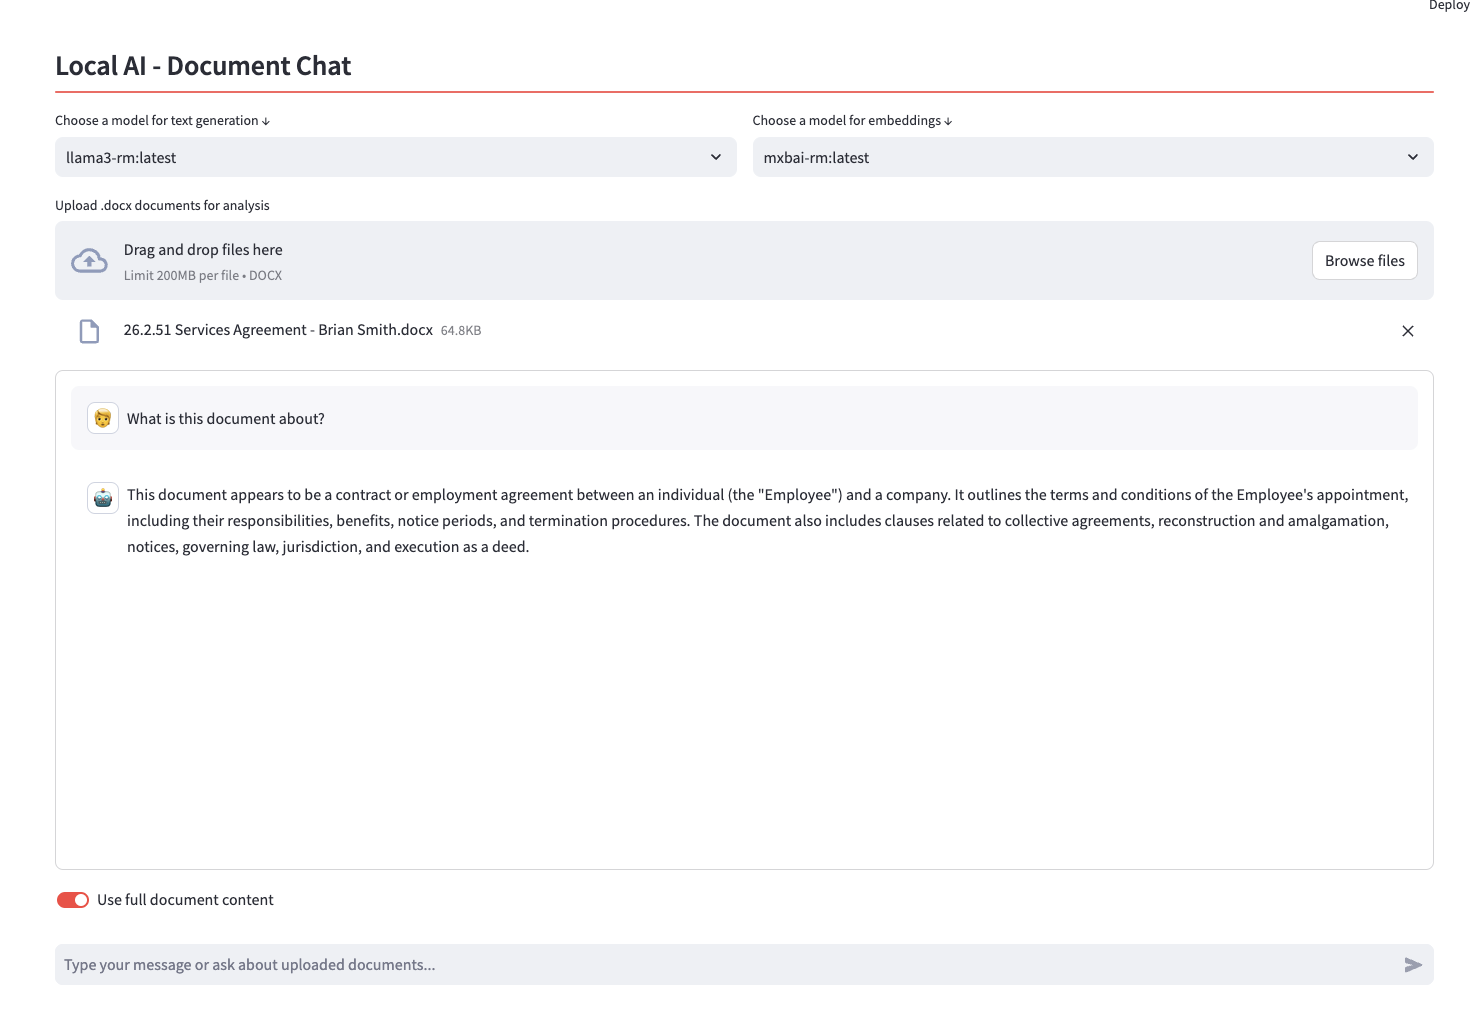 Deploy
Local AI - Document Chat
Choose a model for text generation ↓
Choose a model for embeddings ↓
llama3-rm:latest
mxbai-rm:latest
Upload .docx documents for analysis
Drag and drop files here
Limit 200MB per file • DOCX
Browse files
26.2.51 Services Agreement - Brian Smith.docx 64.8KB
What is this document about?
This document appears to be a contract or employment agreement between an individual (the "Employee") and a company. It outlines the terms and conditions of the Employee's appointment,
including their responsibilities, benefits, notice periods, and termination procedures. The document also includes clauses related to collective agreements, reconstruction and amalgamation,
notices, governing law, jurisdiction, and execution as a deed.
Use full document content
Type your message or ask about uploaded documents...